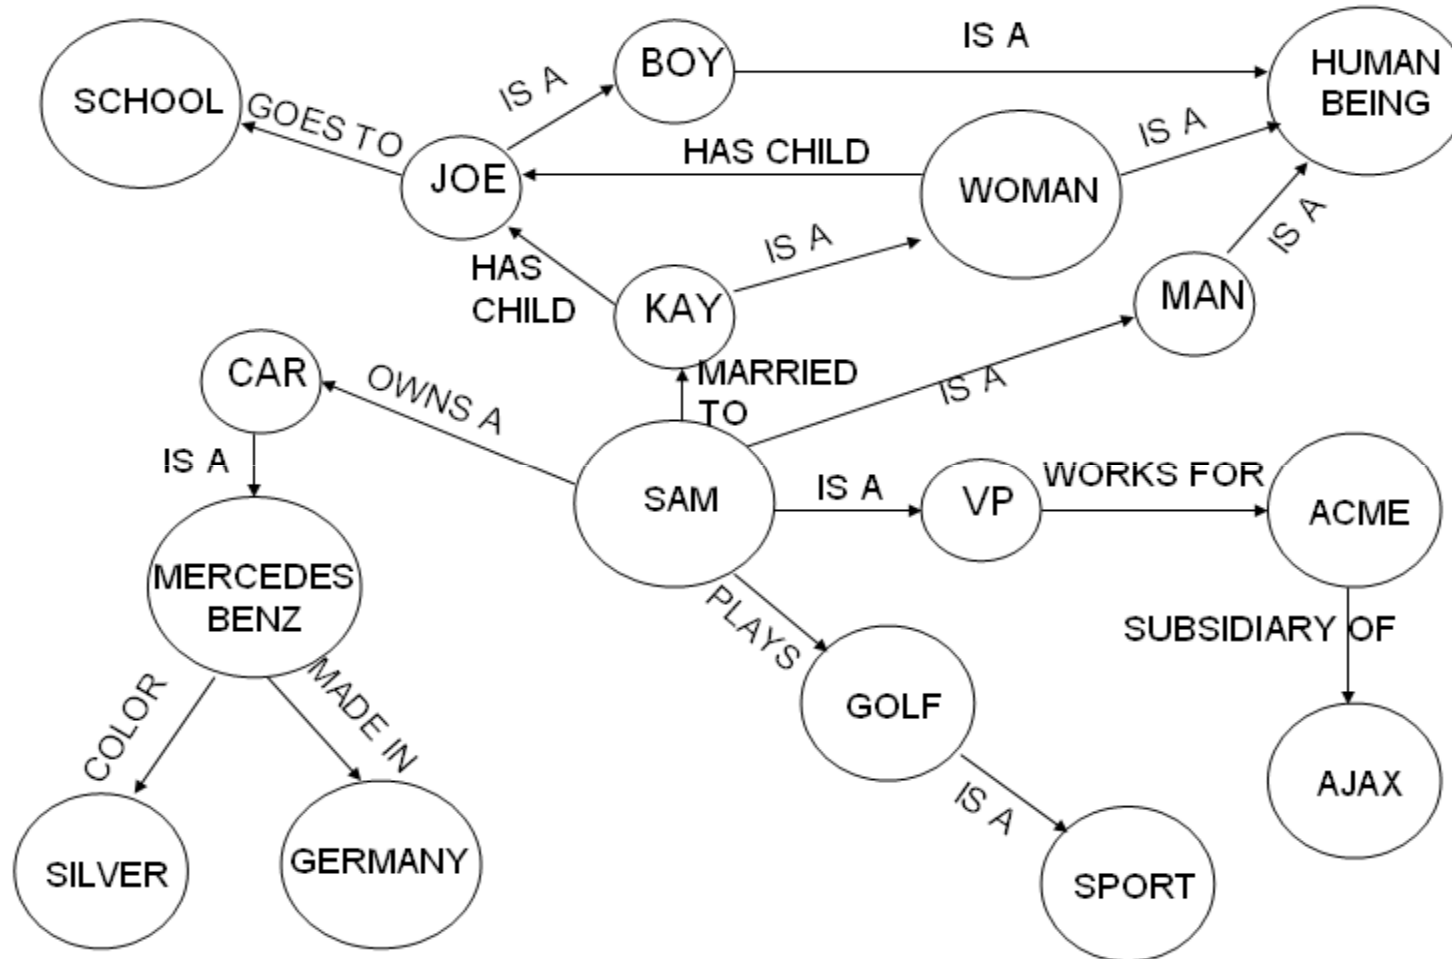 IS A
BOY
HUMAN
BEING
SCHOOL
GOES TO
IS A
HAS CHILD
IS A
JOE
WOMAN
IS A
HAS
CHILD
IS A
KAY
MAN
CAR
OWNS A
MARRIED
TO
IS A
IS A
SAM
IS A
VP
WORKS FOR
ACME
MERCEDES
BENZ
PLAYS
SUBSIDIARY OF
COLOR
MADE IN
GOLF
IS A
AJAX
SILVER
GERMANY
SPORT